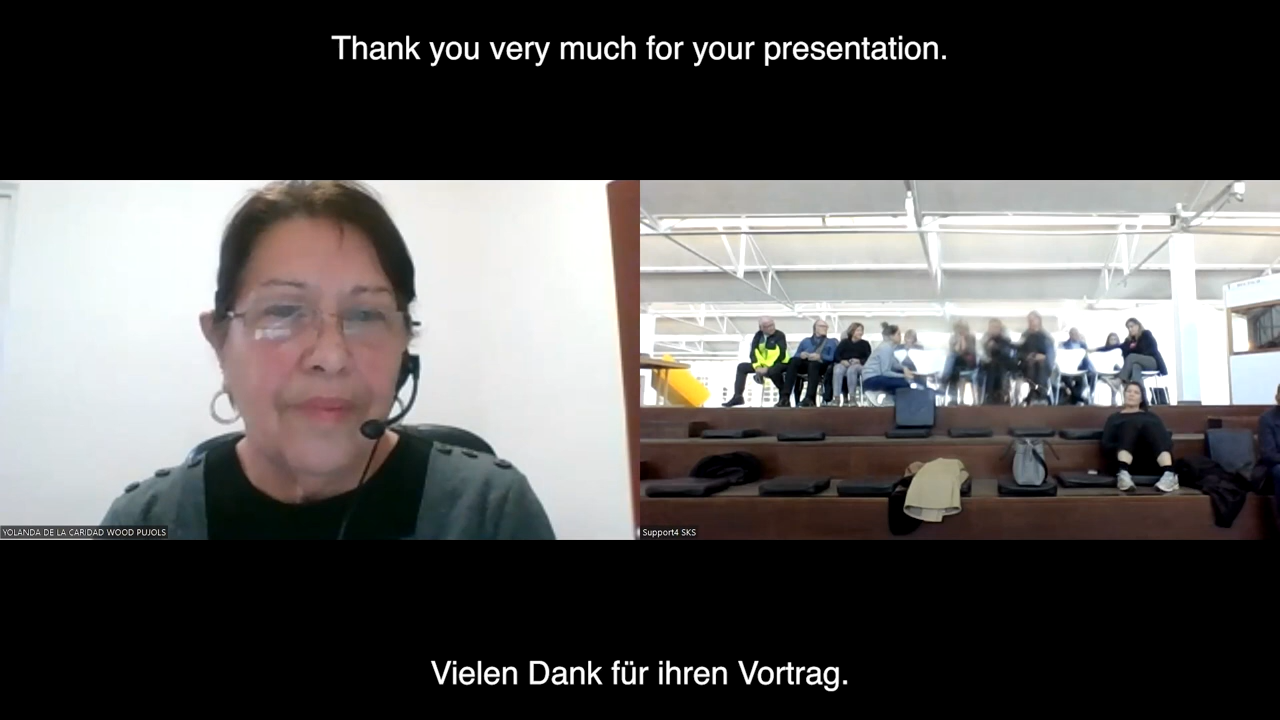 Thank you very much for your presentation.
YOLANDA DE LA CARIDAD WOOD PUJOLS
Support4 SKS
Vielen Dank für ihren Vortrag.